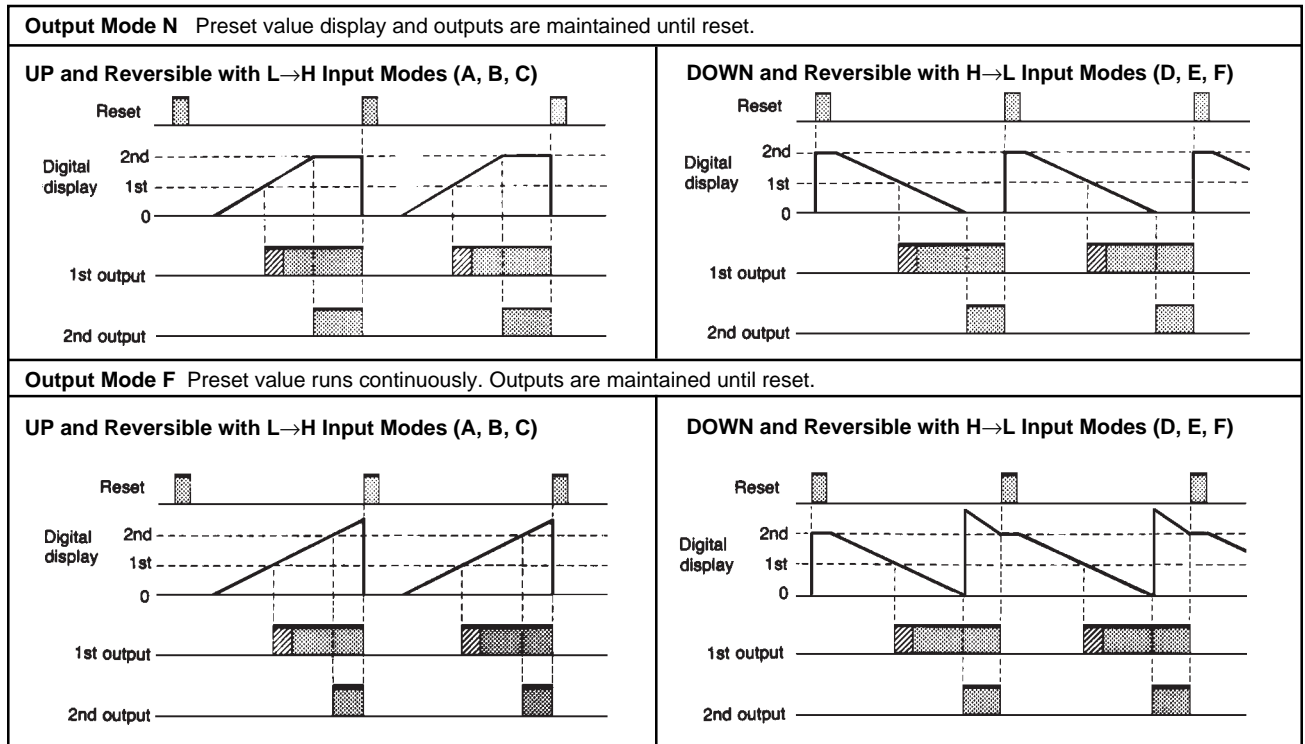 Output Mode N Preset value display and outputs are maintained until reset.
UP and Reversible with L→H Input Modes (A, B, C)
Reset
Digital
display
2nd
1st
0
1st output
2nd output
DOWN and Reversible with H→L Input Modes (D, E, F)
Reset
Digital
display
2nd
1st
0
1st output
2nd output
Output Mode F Preset value runs continuously. Outputs are maintained until reset.
UP and Reversible with L→H Input Modes (A, B, C)
Reset
Digital
display
2nd
1st
0
1st output
2nd output
DOWN and Reversible with H→L Input Modes (D, E, F)
Reset
Digital
display
2nd
1st
0
1st output
2nd output